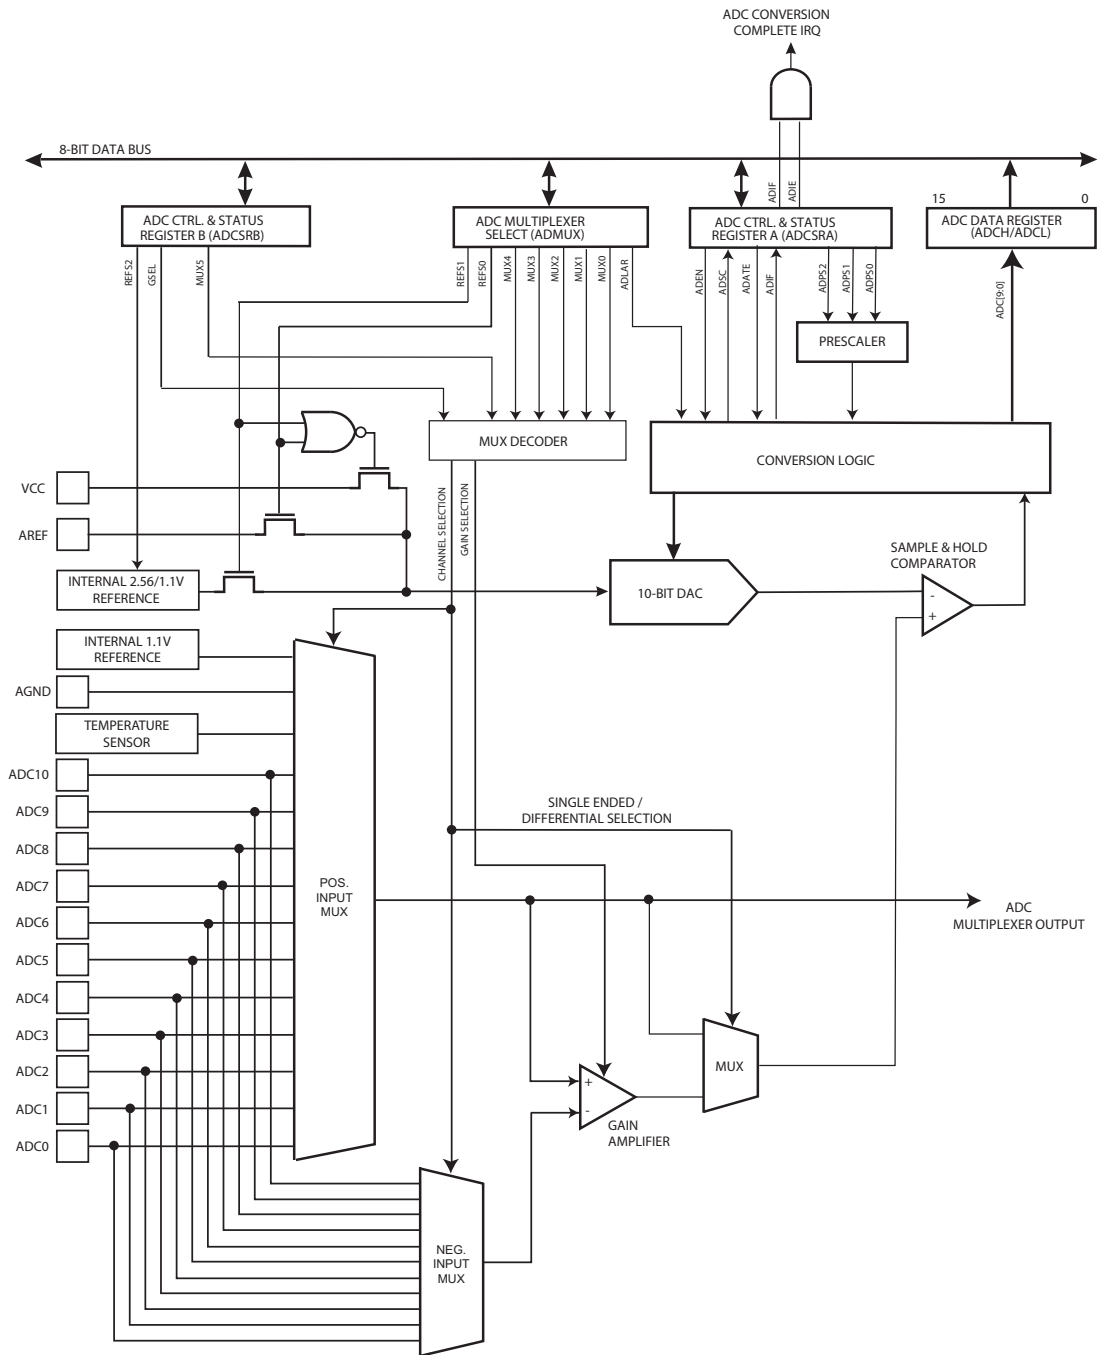 ADC CONVERSION
COMPLETE IRQ
8-BIT DATA BUS
ADIF
ADIE
15
0
ADC CTRL. & STATUS
REGISTER B (ADCSRB)
ADC MULTIPLEXER
SELECT (ADMUX)
ADC CTRL. & STATUS
REGISTER A (ADCSRA)
ADC DATA REGISTER
(ADCH/ADCL)
REFS2
GSEL
MUX5
REFS1
REFS0
MUX4
MUX3
MUX2
MUX1
MUX0
ADLAR
ADEN
ADSC
ADATE
ADIF
ADPS2
ADPS1
ADPS0
ADC[9:0]
PRESCALER
MUX DECODER
CONVERSION LOGIC
VCC
AREF
CHANNEL SELECTION
GAIN SELECTION
SAMPLE & HOLD
COMPARATOR
INTERNAL 2.56/1.1V
REFERENCE
10-BIT DAC
-
+
INTERNAL 1.1V
REFERENCE
AGND
TEMPERATURE
SENSOR
ADC10
ADC9
ADC8
ADC7
ADC6
ADC5
ADC4
ADC3
ADC2
ADC1
ADC0
SINGLE ENDED /
DIFFERENTIAL SELECTION
POS.
INPUT
MUX
ADC
MULTIPLEXER OUTPUT
MUX
+
-
GAIN
AMPLIFIER
NEG.
INPUT
MUX